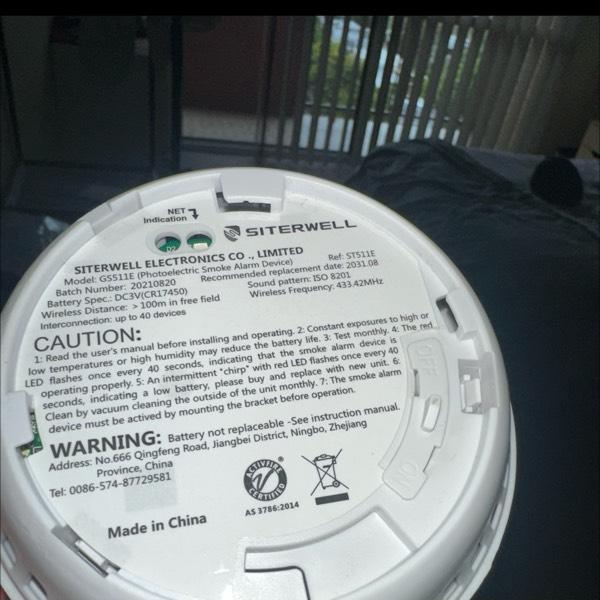 NET
Indication
SITERWELL
SITERWELL ELECTRONICS CO ., LIMITED
Model: GS511E (Photoelectric Smoke Alarm Device) Ref: ST511E
Batch Number: 20210820 Recommended replacement date: 2031.08
Battery Spec.: DC3V(CR17450) Sound pattern: ISO 8201
Wireless Distance: > 100m in free field Wireless Frequency: 433.42MHz
Interconnection: up to 40 devices
CAUTION:
1: Read the user's manual before installing and operating. 2: Constant exposures to high or
low temperatures or high humidity may reduce the battery life. 3: Test monthly. 4: The red
LED flashes once every 40 seconds, indicating that the smoke alarm device is
operating properly. 5: An intermittent "chirp" with red LED flashes once every 40
seconds, indicating a low battery, please buy and replace with new unit. 6:
Clean by vacuum cleaning the outside of the unit monthly. 7: The smoke alarm
device must be actived by mounting the bracket before operation.
WARNING: Battery not replaceable -See instruction manual.
Address: No.666 Qingfeng Road, Jiangbei District, Ningbo, Zhejiang
Province, China
Tel: 0086-574-87729581
Made in China
ACTIVFIRE
CERTIFIED
AS 3786:2014
OFF
ON